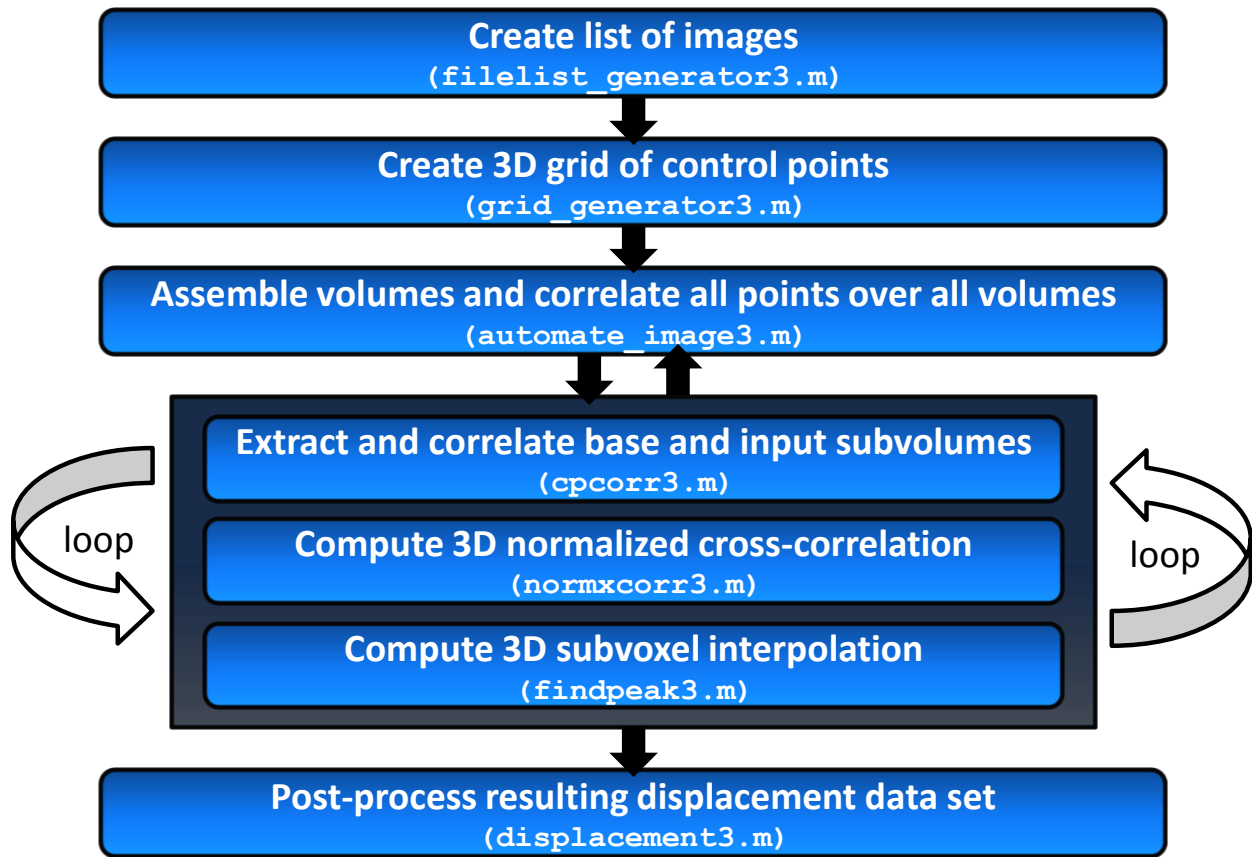 Create list of images
(filelist_generator3.m)
Create 3D grid of control points
(grid_generator3.m)
Assemble volumes and correlate all points over all volumes
(automate_image3.m)
Extract and correlate base and input subvolumes
(cpcorr3.m)
loop
Compute 3D normalized cross-correlation
(normxcorr3.m)
loop
Compute 3D subvoxel interpolation
(findpeak3.m)
Post-process resulting displacement data set
(displacement3.m)